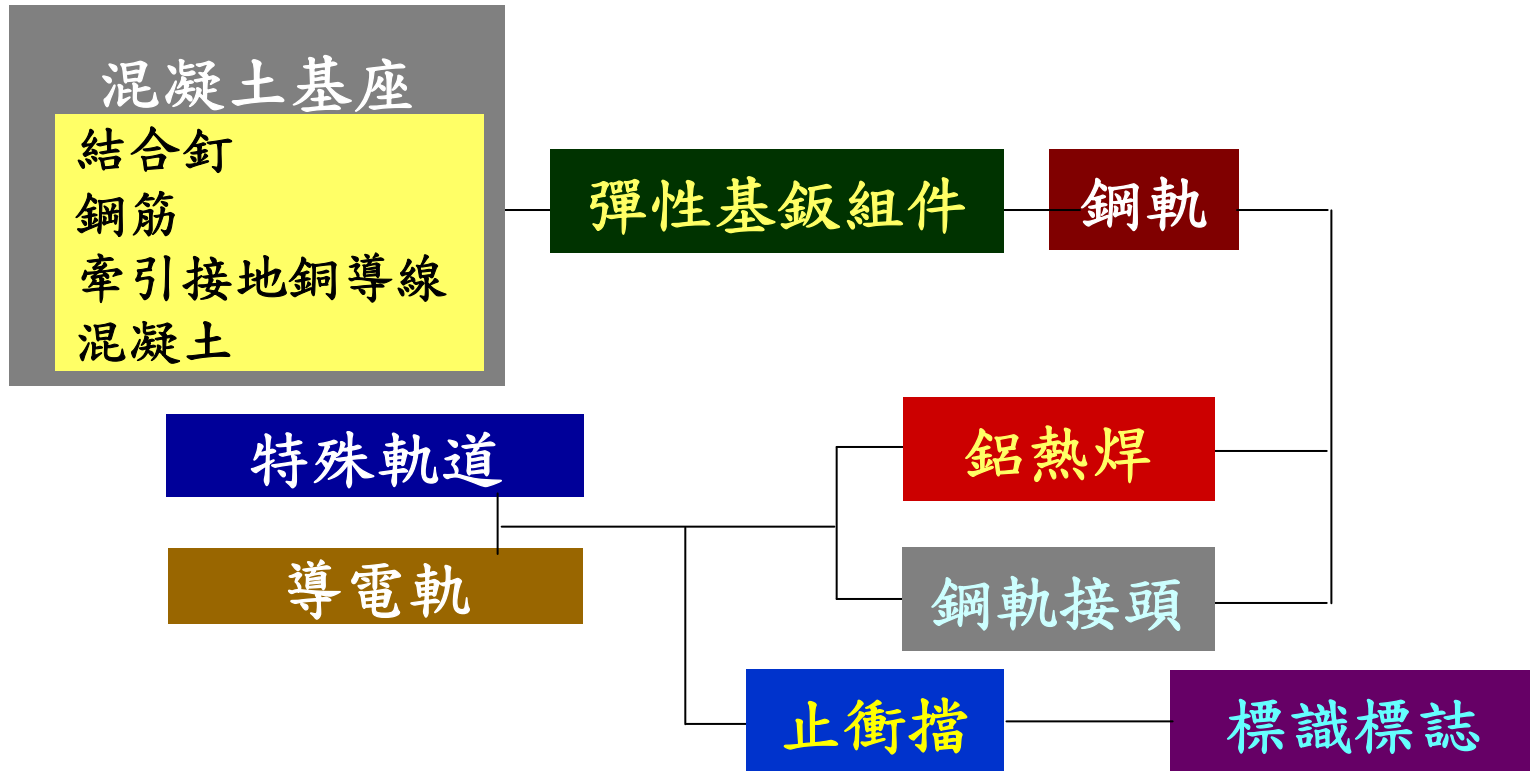 混凝土基座
結合釘
鋼筋
牽引接地銅導線
混凝土
彈性基鈑組件
鋼軌
特殊軌道
導電軌
鋁熱焊
鋼軌接頭
止衝擋
標識標誌